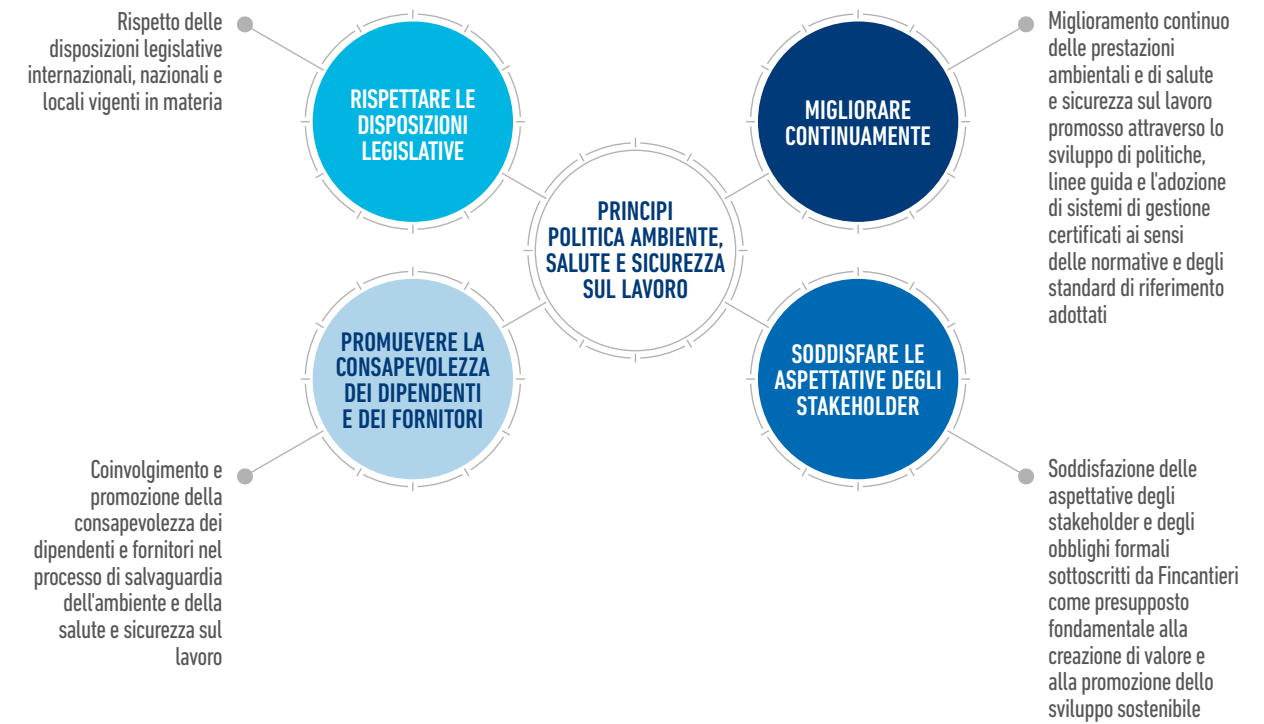 Rispetto delle
disposizioni legislative
internazionali, nazionali e
locali vigenti in materia
RISPETTARE LE
DISPOSIZIONI
LEGISLATIVE
MIGLIORARE
CONTINUAMENTE
Miglioramento continuo
delle prestazioni
ambientali e di salute
e sicurezza sul lavoro
promosso attraverso lo
sviluppo di politiche,
linee guida e l'adozione
di sistemi di gestione
certificati ai sensi
delle normative e degli
standard di riferimento
adottati
PRINCIPI
POLITICA AMBIENTE,
SALUTE E SICUREZZA
SUL LAVORO
PROMUEVERE LA
CONSAPEVOLEZZA
DEI DIPENDENTI
E DEI FORNITORI
SODDISFARE LE
ASPETTATIVE DEGLI
STAKEHOLDER
Coinvolgimento e
promozione della
consapevolezza dei
dipendenti e fornitori nel
processo di salvaguardia
dell'ambiente e della
salute e sicurezza sul
lavoro
Soddisfazione delle
aspettative degli
stakeholder e degli
obblighi formali
sottoscritti da Fincantieri
come presupposto
fondamentale alla
creazione di valore e
alla promozione dello
sviluppo sostenibile